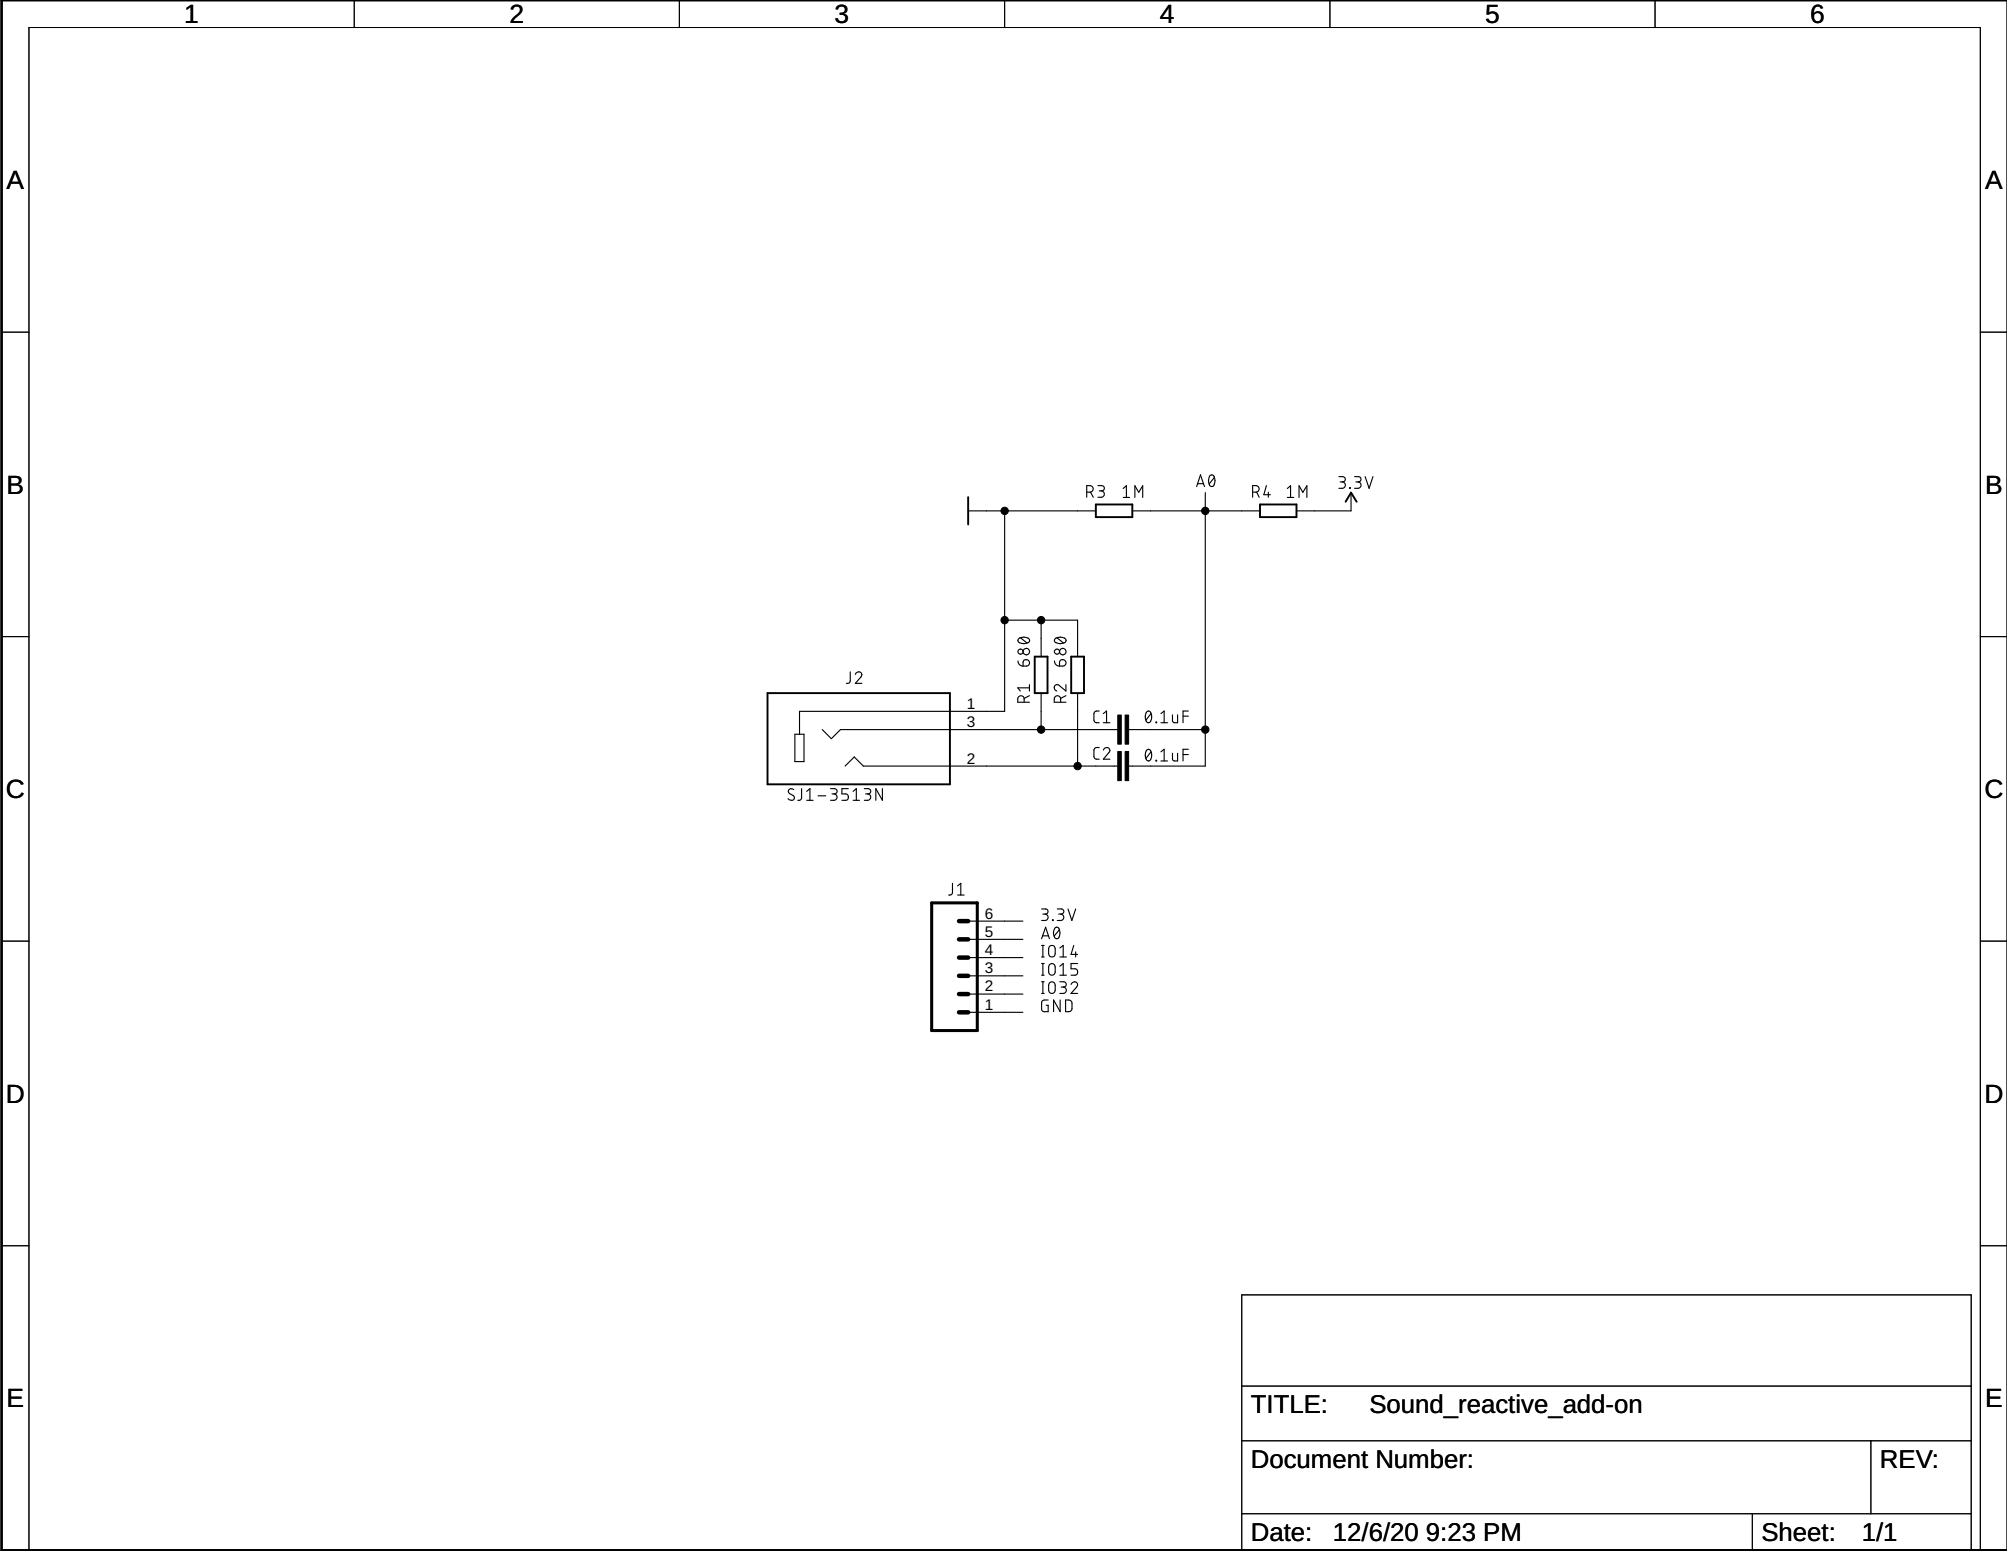 1 2 3 4 5 6
A A
B B
C C
D D
E E
R3 1M
A0
R4 1M
3.3V
R1 680
R2 680
J2
1
3
2
C1 0.1uF
C2 0.1uF
SJ1-3513N
J1
6 3.3V
5 A0
4 IO14
3 IO15
2 IO32
1 GND
TITLE: Sound_reactive_add-on
Document Number:
REV:
Date: 12/6/20 9:23 PM
Sheet: 1/1